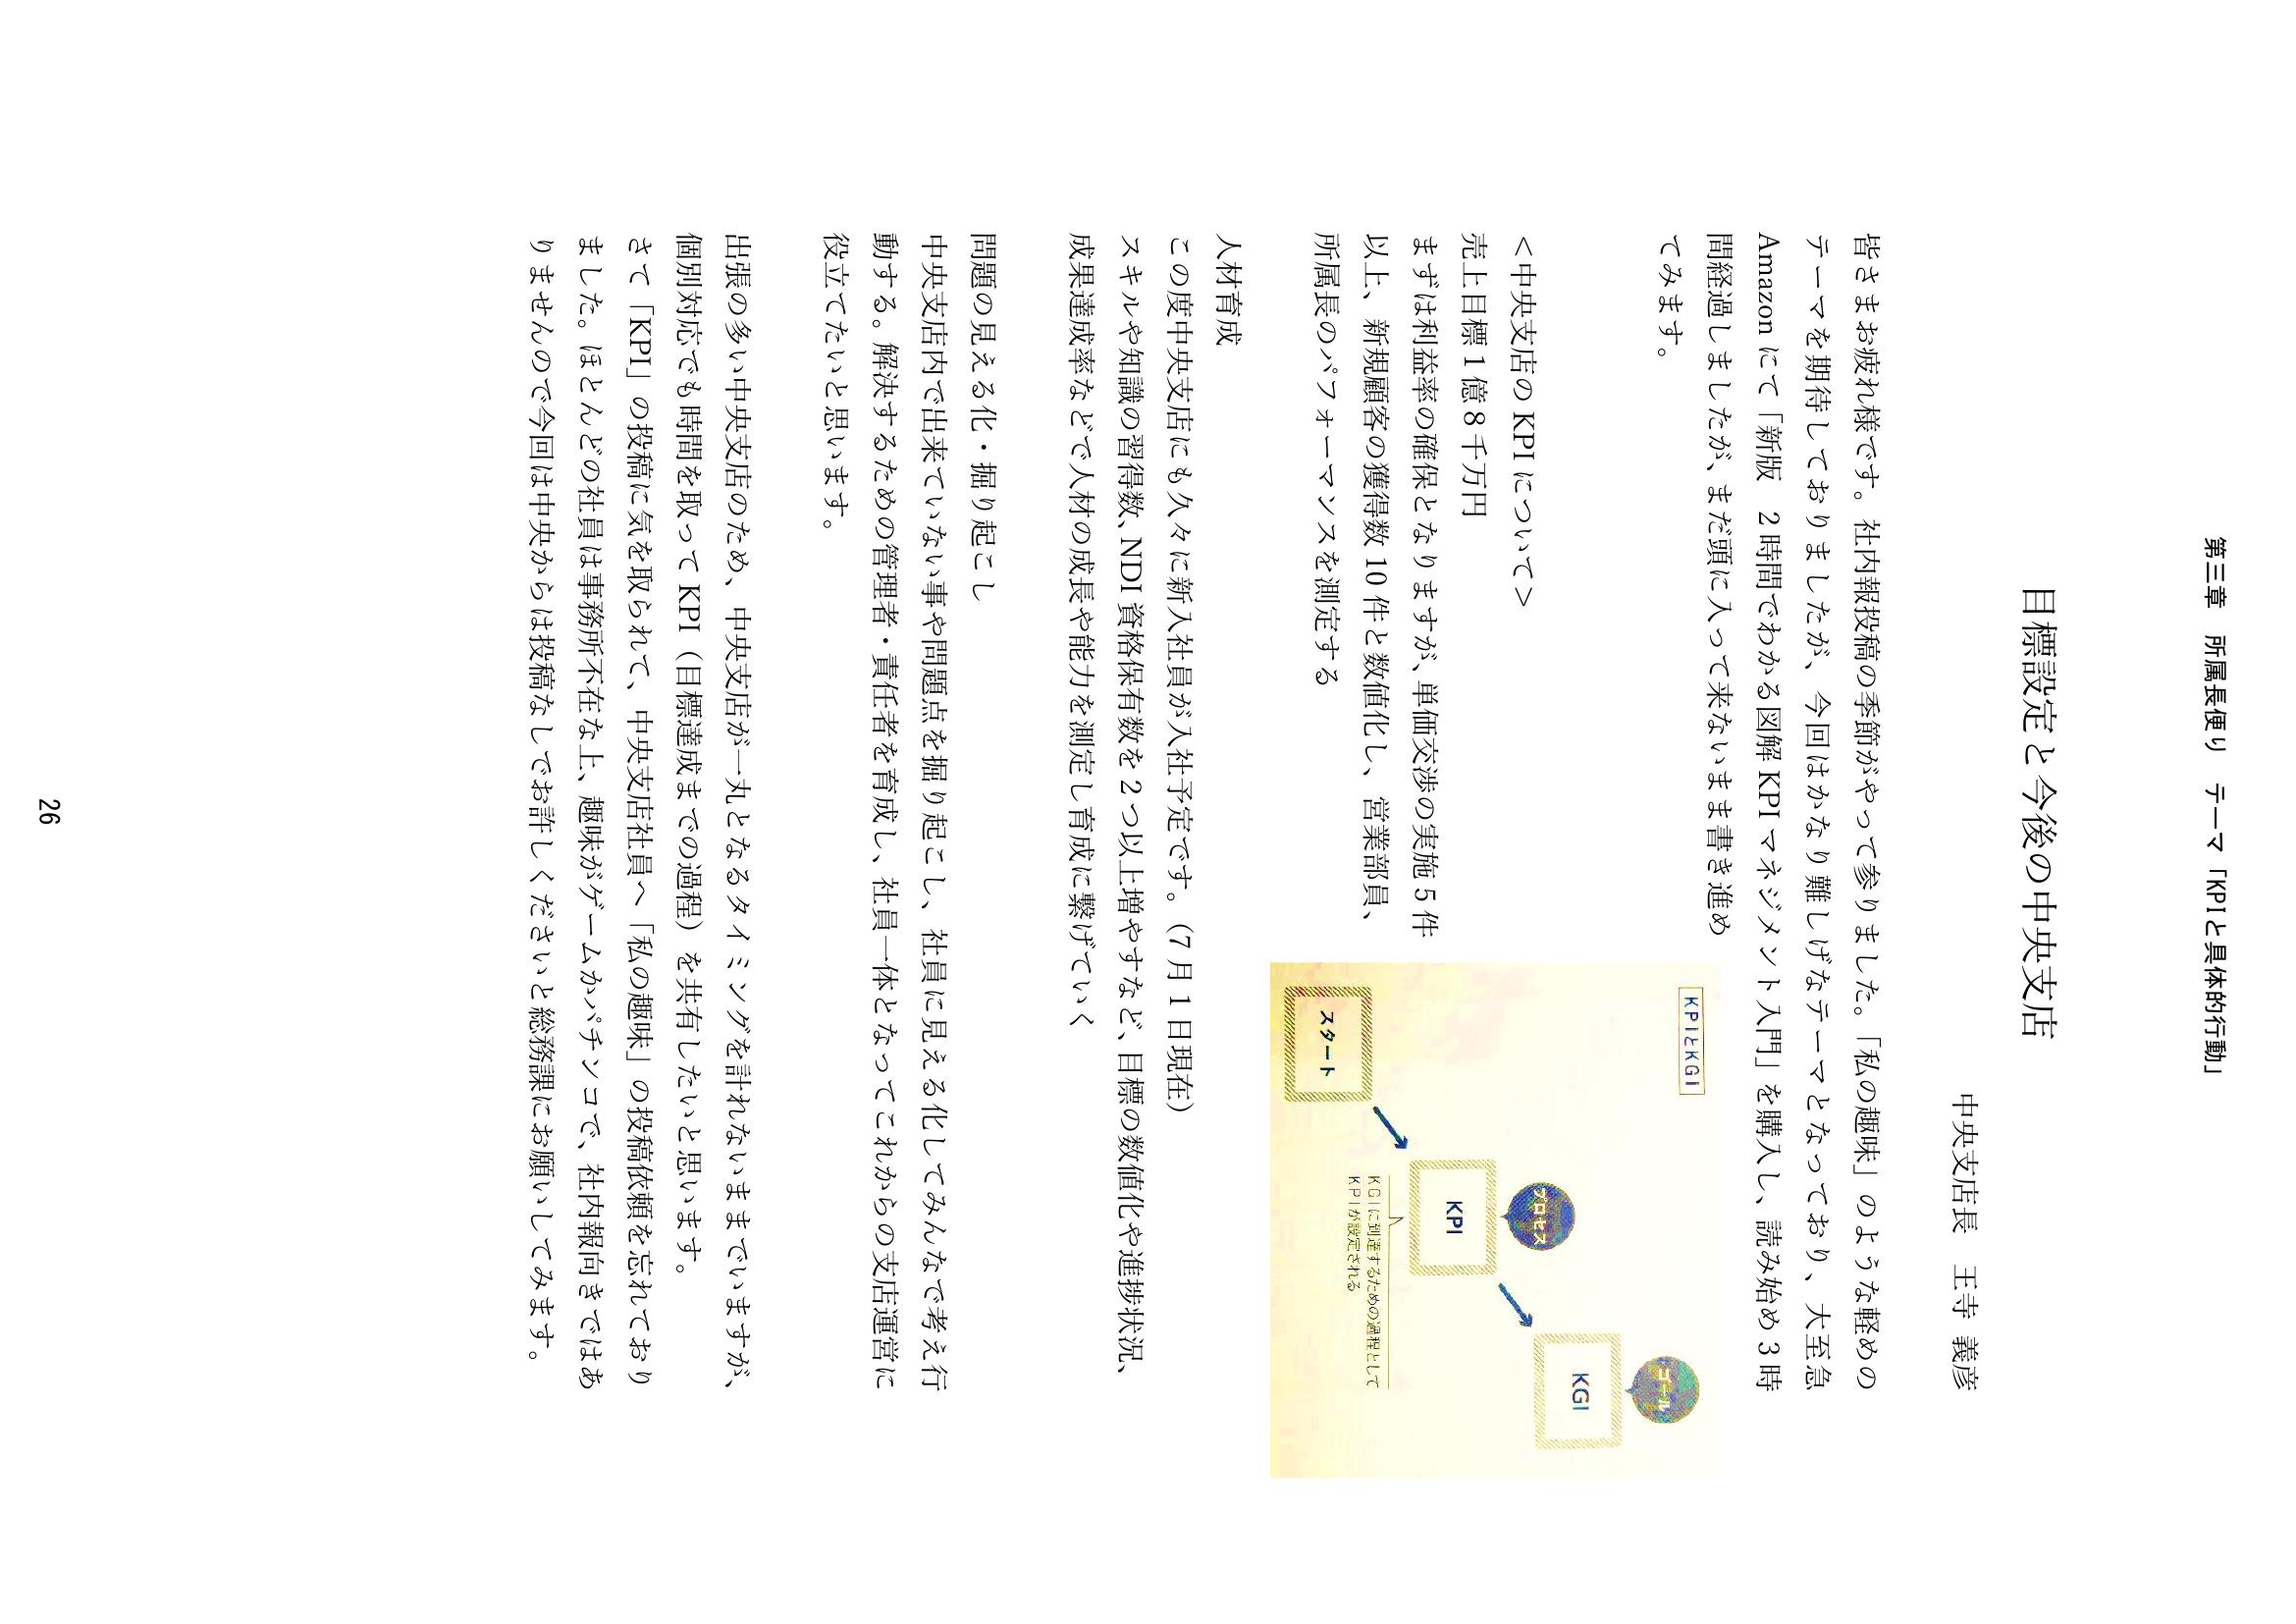 第三章　所属長便り　テーマ「KPIと具体的行動」
目標設定と今後の中央支店
中央支店長　王寺 義彦
皆さまお疲れ様です。社内報投稿の季節がやって参りました。「私の趣味」のような軽めの
テーマを期待しておりましたが、今回はかなり難しげなテーマとなっており、大至急
Amazon にて「新版　2 時間でわかる図解 KPI マネジメント入門」を購入し、読み始め 3 時
間経過しましたが、まだ頭に入って来ないまま書き進め
てみます。
＜中央支店の KPI について＞
売上目標 1 億 8 千万円
まずは利益率の確保となりますが、単価交渉の実施 5 件
以上、新規顧客の獲得数 10 件と数値化し、営業部員、
所属長のパフォーマンスを測定する
KPIとKGI
スタート
プロセス
KPI
ゴール
KGI
KGIに到達するための過程として
KPIが設定される
人材育成
この度中央支店にも久々に新入社員が入社予定です。（7 月 1 日現在）
スキルや知識の習得数、NDI 資格保有数を 2 つ以上増やすなど、目標の数値化や進捗状況、
成果達成率などで人材の成長や能力を測定し育成に繋げていく
問題の見える化・掘り起こし
中央支店内で出来ていない事や問題点を掘り起こし、社員に見える化してみんなで考え行
動する。解決するための管理者・責任者を育成し、社員一体となってこれからの支店運営に
役立てたいと思います。
出張の多い中央支店のため、中央支店が一丸となるタイミングを計れないままでいますが、
個別対応でも時間を取って KPI（目標達成までの過程）を共有したいと思います。
さて「KPI」の投稿に気を取られて、中央支店社員へ「私の趣味」の投稿依頼を忘れており
ました。ほとんどの社員は事務所不在な上、趣味がゲームかパチンコで、社内報向きではあ
りませんので今回は中央からは投稿なしでお許しくださいと総務課にお願いしてみます。
26